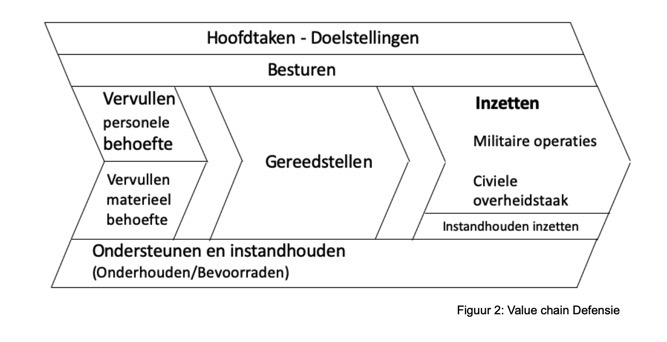 Hoofdtaken - Doelstellingen
Besturen
Vervullen
personele
behoefte
Vervullen
materieel
behoefte
Gereedstellen
Inzetten
Militaire operaties
Civiele
overheidstaak
Instandhouden inzetten
Ondersteunen en instandhouden
(Onderhouden/Bevoorraden)
Figuur 2: Value chain Defensie